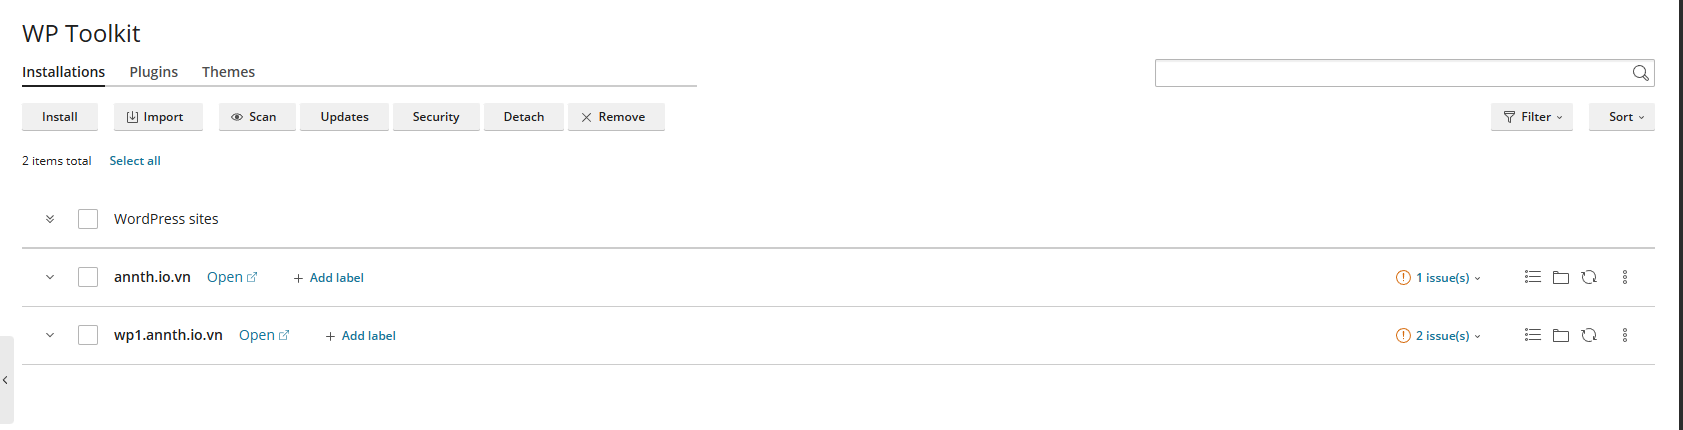 WP Toolkit
Installations Plugins Themes
Install Import Scan Updates Security Detach Remove Filter Sort
2 items total Select all
WordPress sites
annth.io.vn Open + Add label 1 issue(s)
wp1.annth.io.vn Open + Add label 2 issue(s)